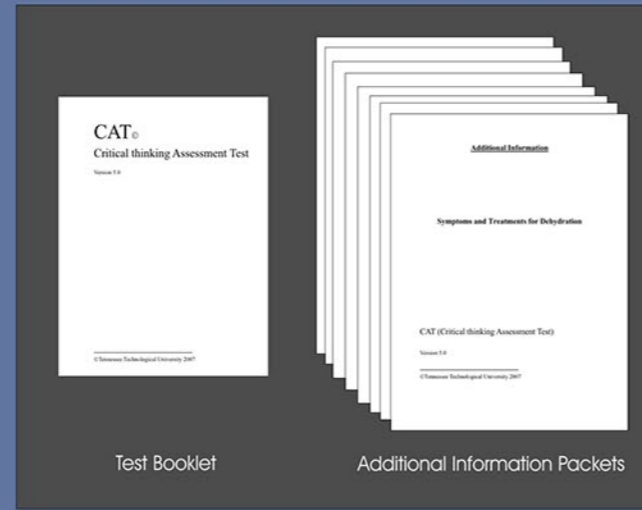 CAT©
Critical thinking Assessment Test
Version 5.0
©Tennessee Technological University 2007
Test Booklet
Additional Information
Symptoms and Treatments for Dehydration
CAT (Critical thinking Assessment Test)
Version 5.0
©Tennessee Technological University 2007
Additional Information Packets